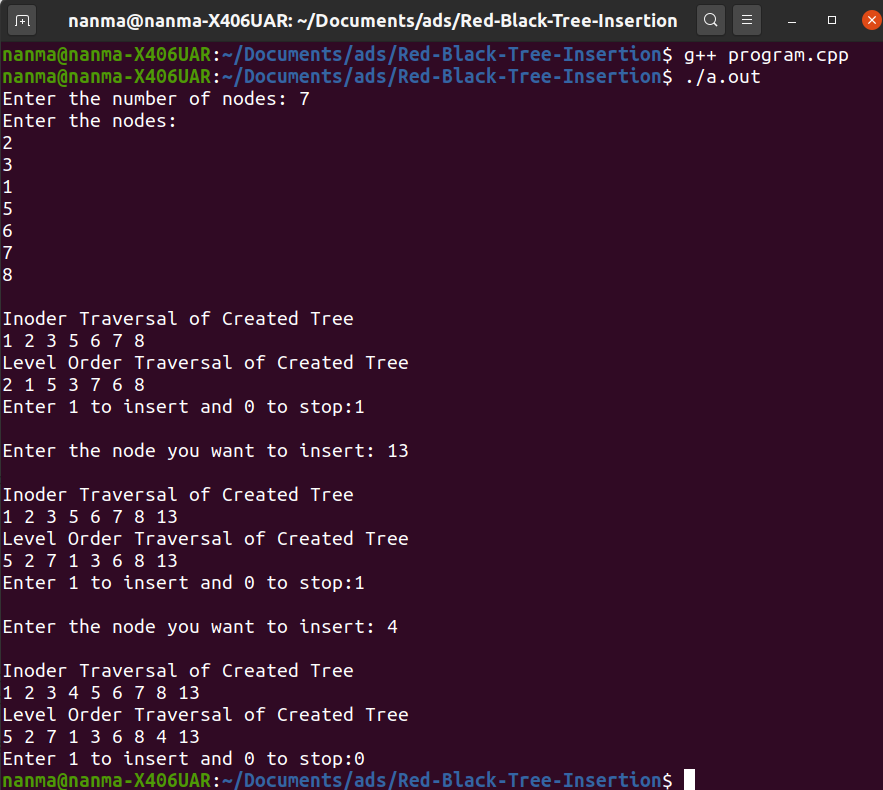 nanma@nanma-X406UAR: ~/Documents/ads/Red-Black-Tree-Insertion
nanma@nanma-X406UAR:~/Documents/ads/Red-Black-Tree-Insertion$ g++ program.cpp
nanma@nanma-X406UAR:~/Documents/ads/Red-Black-Tree-Insertion$ ./a.out
Enter the number of nodes: 7
Enter the nodes:
2
3
1
5
6
7
8
Inoder Traversal of Created Tree
1 2 3 5 6 7 8
Level Order Traversal of Created Tree
2 1 5 3 7 6 8
Enter 1 to insert and 0 to stop:1
Enter the node you want to insert: 13
Inoder Traversal of Created Tree
1 2 3 5 6 7 8 13
Level Order Traversal of Created Tree
5 2 7 1 3 6 8 13
Enter 1 to insert and 0 to stop:1
Enter the node you want to insert: 4
Inoder Traversal of Created Tree
1 2 3 4 5 6 7 8 13
Level Order Traversal of Created Tree
5 2 7 1 3 6 8 4 13
Enter 1 to insert and 0 to stop:0
nanma@nanma-X406UAR:~/Documents/ads/Red-Black-Tree-Insertion$